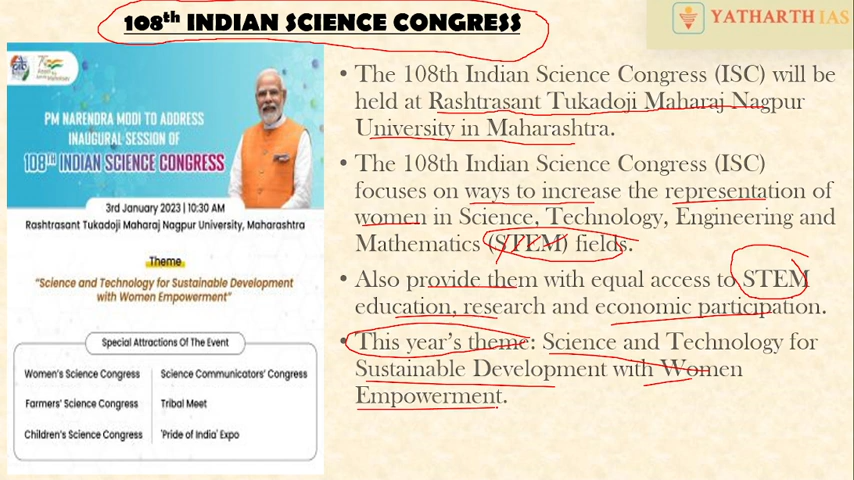 108th INDIAN SCIENCE CONGRESS
YATHARTH IAS
PM NARENDRA MODI TO ADDRESS
INAUGURAL SESSION OF
108TH INDIAN SCIENCE CONGRESS
3rd January 2023 | 10:30 AM
Rashtrasant Tukadoji Maharaj Nagpur University, Maharashtra
Theme
"Science and Technology for Sustainable Development
with Women Empowerment"
Special Attractions Of The Event
Women's Science Congress
Science Communicators' Congress
Farmers' Science Congress
Tribal Meet
Children's Science Congress
'Pride of India' Expo
• The 108th Indian Science Congress (ISC) will be
held at Rashtrasant Tukadoji Maharaj Nagpur
University in Maharashtra.
• The 108th Indian Science Congress (ISC)
focuses on ways to increase the representation of
women in Science, Technology, Engineering and
Mathematics (STEM) fields.
• Also provide them with equal access to STEM
education, research and economic participation.
• This year's theme: Science and Technology for
Sustainable Development with Women
Empowerment.